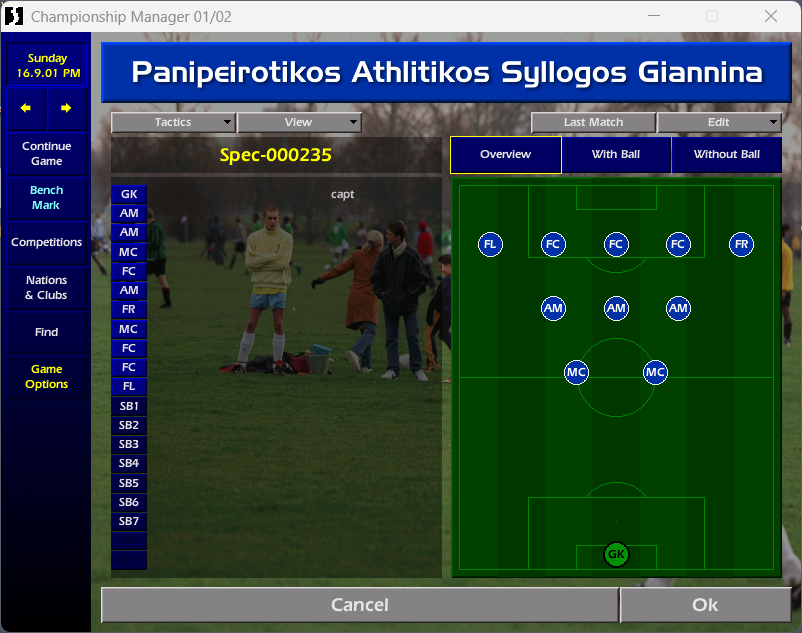 Championship Manager 01/02
Sunday
16.9.01 PM
Panipeirotikos Athlitikos Syllogos Giannina
Tactics
View
Last Match
Edit
Continue
Game
Bench
Mark
Competitions
Nations
& Clubs
Find
Game
Options
Spec-000235
Overview
With Ball
Without Ball
GK
capt
AM
AM
MC
FC
AM
FR
MC
FC
FC
FL
SB1
SB2
SB3
SB4
SB5
SB6
SB7
FL FC FC FC FR
AM AM AM
MC MC
GK
Cancel
Ok